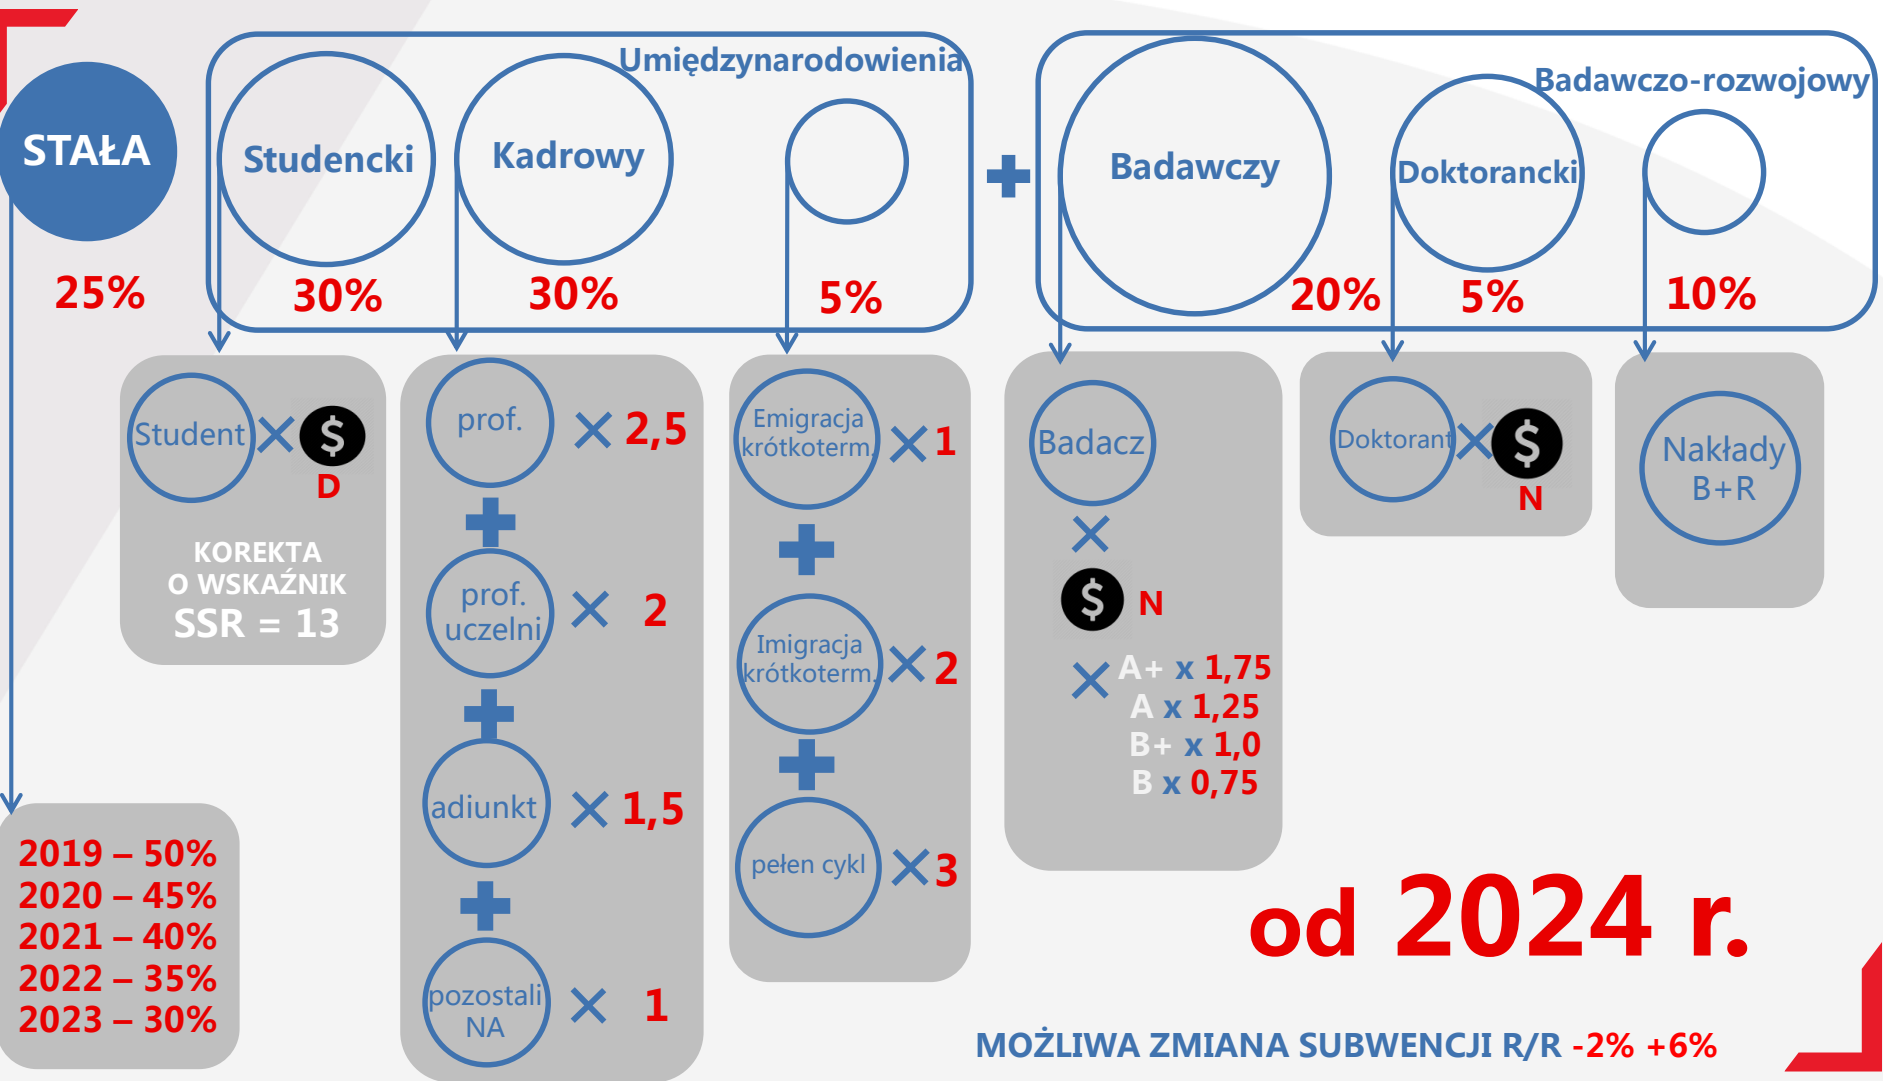 STAŁA
25%
Studencki
30%
Kadrowy
30%
Umiędzynarodowienia
5%
Badawczy
20%
Doktorancki
5%
Badawczo-rozwojowy
10%
2019 – 50%
2020 – 45%
2021 – 40%
2022 – 35%
2023 – 30%
Student
$
D
KOREKTA
O WSKAŹNIK
SSR = 13
prof.
2,5
prof.
uczelni
2
adiunkt
1,5
pozostali
NA
1
Emigracja
krótkoterm.
1
Imigracja
krótkoterm.
2
pełen cykl
3
Badacz
$
N
A+ x 1,75
A x 1,25
B+ x 1,0
B x 0,75
Doktorant
$
N
Nakłady
B+R
od 2024 r.
MOŻLIWA ZMIANA SUBWENCJI R/R -2% +6%